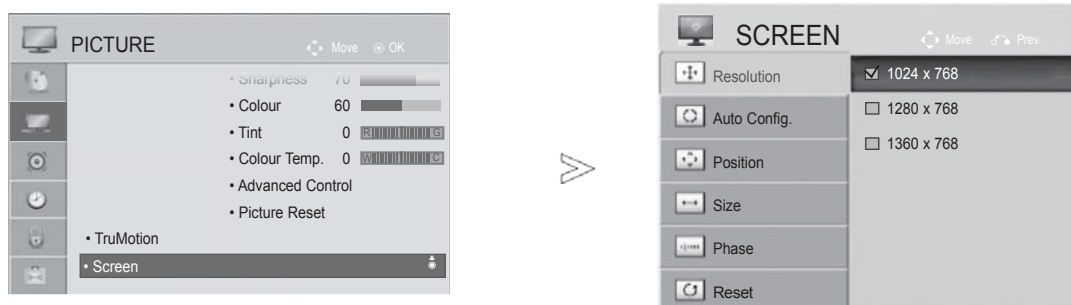 PICTURE
Move OK
• Sharpness 70
• Colour 60
• Tint 0 R G
• Colour Temp. 0 W C
• Advanced Control
• Picture Reset
• TruMotion
• Screen
SCREEN
Move Prev.
Resolution
Auto Config.
Position
Size
Phase
Reset
1024 x 768
1280 x 768
1360 x 768